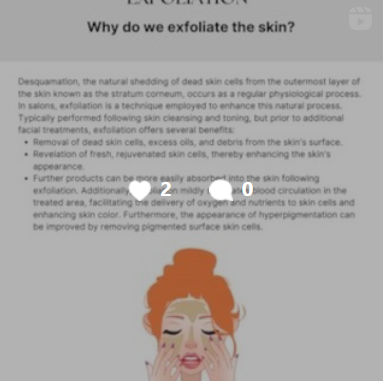 EXFOLIATION
Why do we exfoliate the skin?
Desquamation, the natural shedding of dead skin cells from the outermost layer of
the skin known as the stratum corneum, occurs as a regular physiological process.
In salons, exfoliation is a technique employed to enhance this natural process.
Typically performed following skin cleansing and toning, but prior to additional
facial treatments, exfoliation offers several benefits:
• Removal of dead skin cells, excess oils, and debris from the skin's surface.
• Revelation of fresh, rejuvenated skin cells, thereby enhancing the skin's
appearance.
• Further products can be more easily absorbed into the skin following
exfoliation. Additionally, mildly blood circulation in the
treated area, facilitating the delivery of oxygen and nutrients to skin cells and
enhancing skin color. Furthermore, the appearance of hyperpigmentation can
be improved by removing pigmented surface skin cells.
2 0